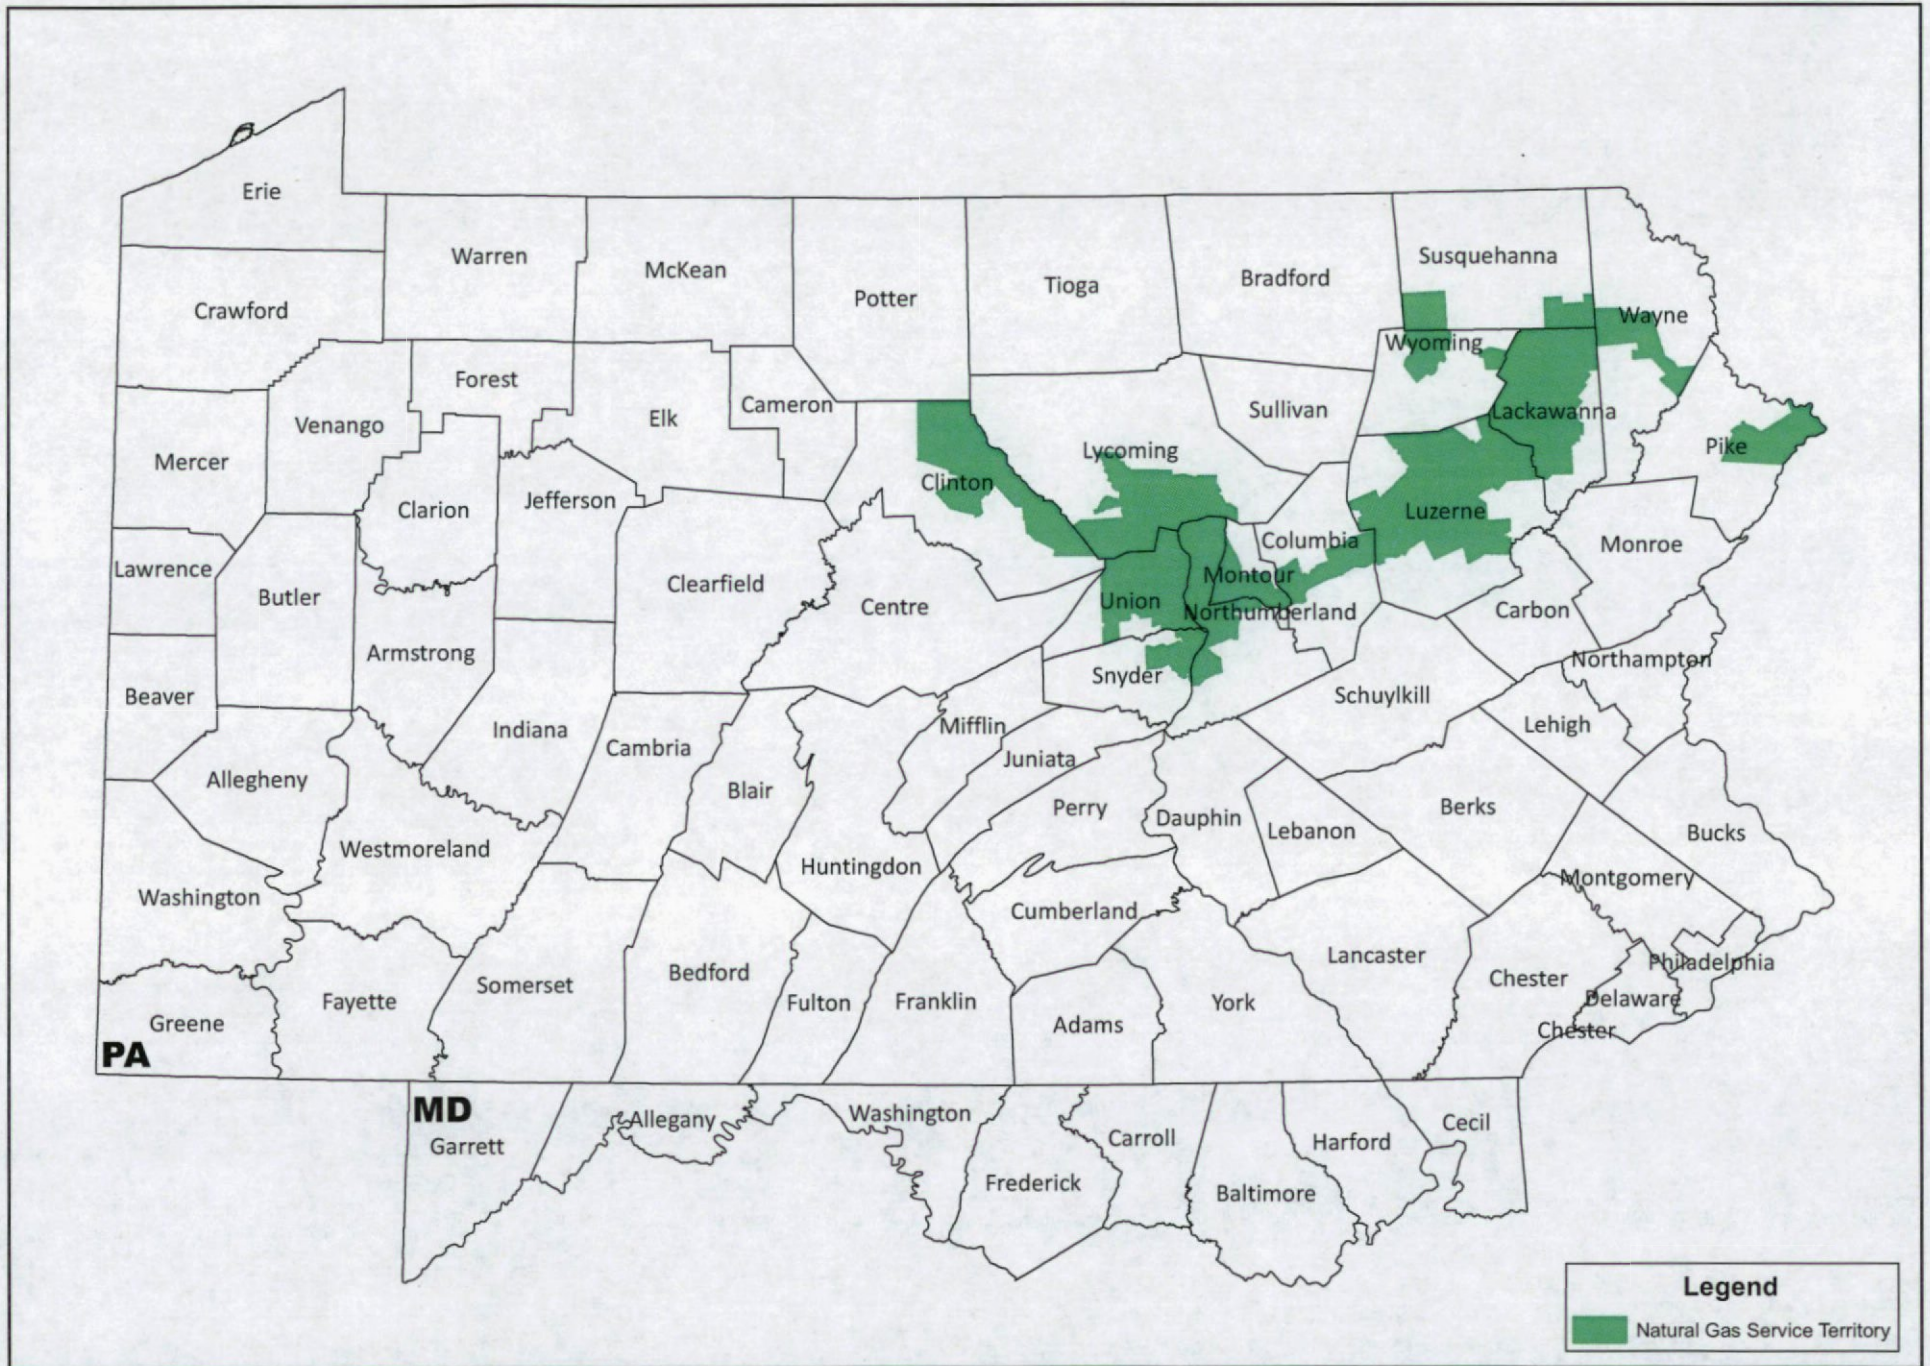 Erie
Warren
McKean
Susquehanna
Potter
Tioga
Bradford
Crawford
Wayne
Wyoming
Forest
Cameron
Venango
Elk
Sullivan
Lackawanna
Mercer
Lycoming
Pike
Clinton
Clarion
Jefferson
Luzerne
Columbia
Monroe
Lawrence
Montour
Clearfield
Butler
Centre
Union
Northumberland
Carbon
Armstrong
Northampton
Snyder
Beaver
Schuylkill
Indiana
Mifflin
Lehigh
Cambria
Juniata
Allegheny
Blair
Perry
Berks
Dauphin
Lebanon
Bucks
Westmoreland
Huntingdon
Montgomery
Washington
Cumberland
Lancaster
Philadelphia
Bedford
Chester
Somerset
Delaware
Fayette
Fulton
Franklin
York
Greene
Adams
Chester
PA
MD
Washington
Allegany
Cecil
Garrett
Carroll
Harford
Frederick
Baltimore
Legend
Natural Gas Service Territory